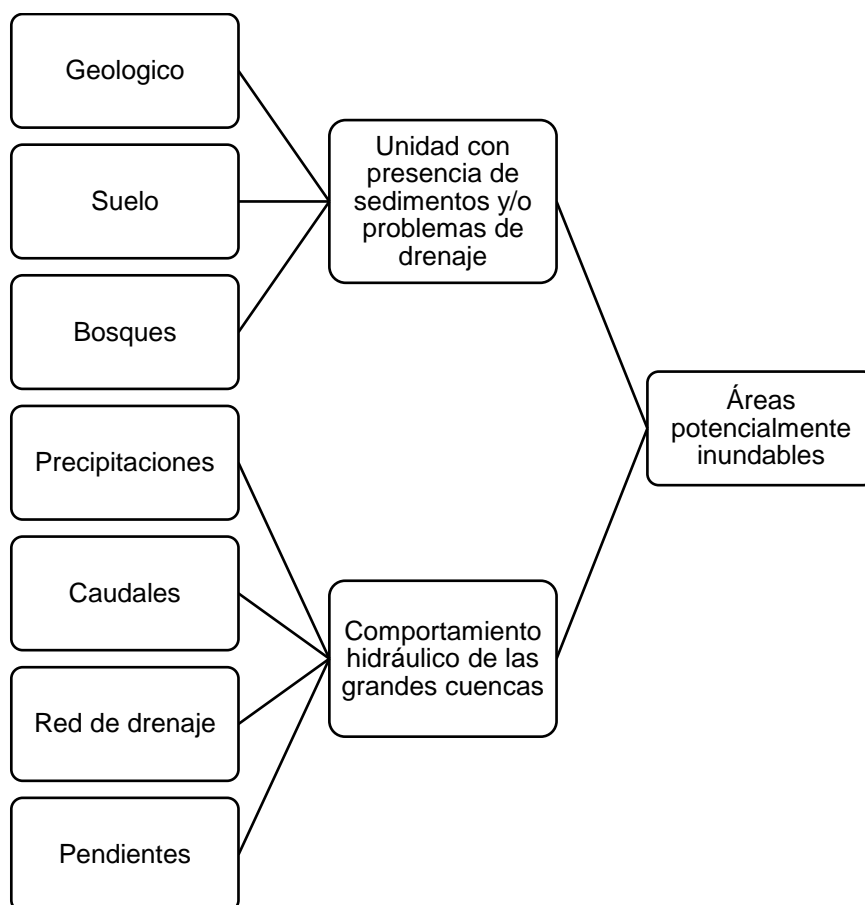 Geologico
Suelo
Bosques
Precipitaciones
Caudales
Red de drenaje
Pendientes
Unidad con
presencia de
sedimentos y/o
problemas de
drenaje
Comportamiento
hidráulico de las
grandes cuencas
Áreas
potencialmente
inundables